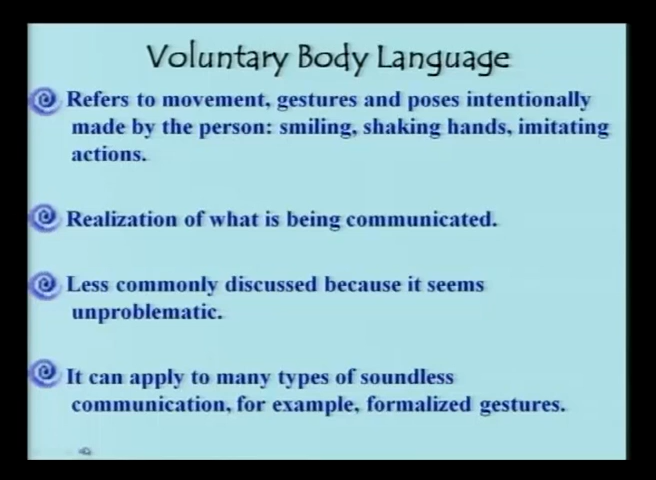 Voluntary Body Language
Refers to movement, gestures and poses intentionally
made by the person: smiling, shaking hands, imitating
actions.
Realization of what is being communicated.
Less commonly discussed because it seems
unproblematic.
It can apply to many types of soundless
communication, for example, formalized gestures.